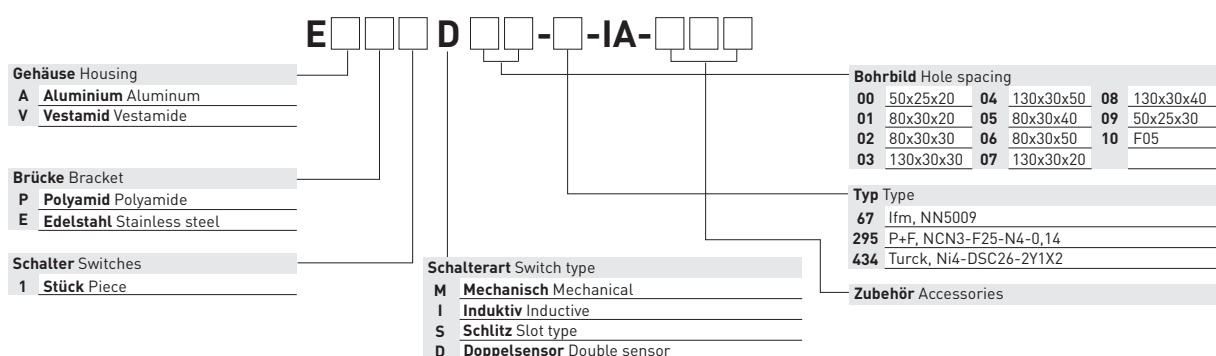 E□□□ D □□-□-IA-□□□
Gehäuse Housing
A Aluminium Aluminum
V Vestamid Vestamide
Brücke Bracket
P Polyamid Polyamide
E Edelstahl Stainless steel
Schalter Switches
1 Stück Piece
Schalterart Switch type
M Mechanisch Mechanical
I Induktiv Inductive
S Schlitz Slot type
D Doppelsensor Double sensor
Bohrbild Hole spacing
00 50x25x20 04 130x30x50 08 130x30x40
01 80x30x20 05 80x30x40 09 50x25x30
02 80x30x30 06 80x30x50 10 F05
03 130x30x30 07 130x30x20
Typ Type
67 Ifm, NN5009
295 P+F, NCN3-F25-N4-0,14
434 Turck, Ni4-DSC26-2Y1X2
Zubehör Accessories